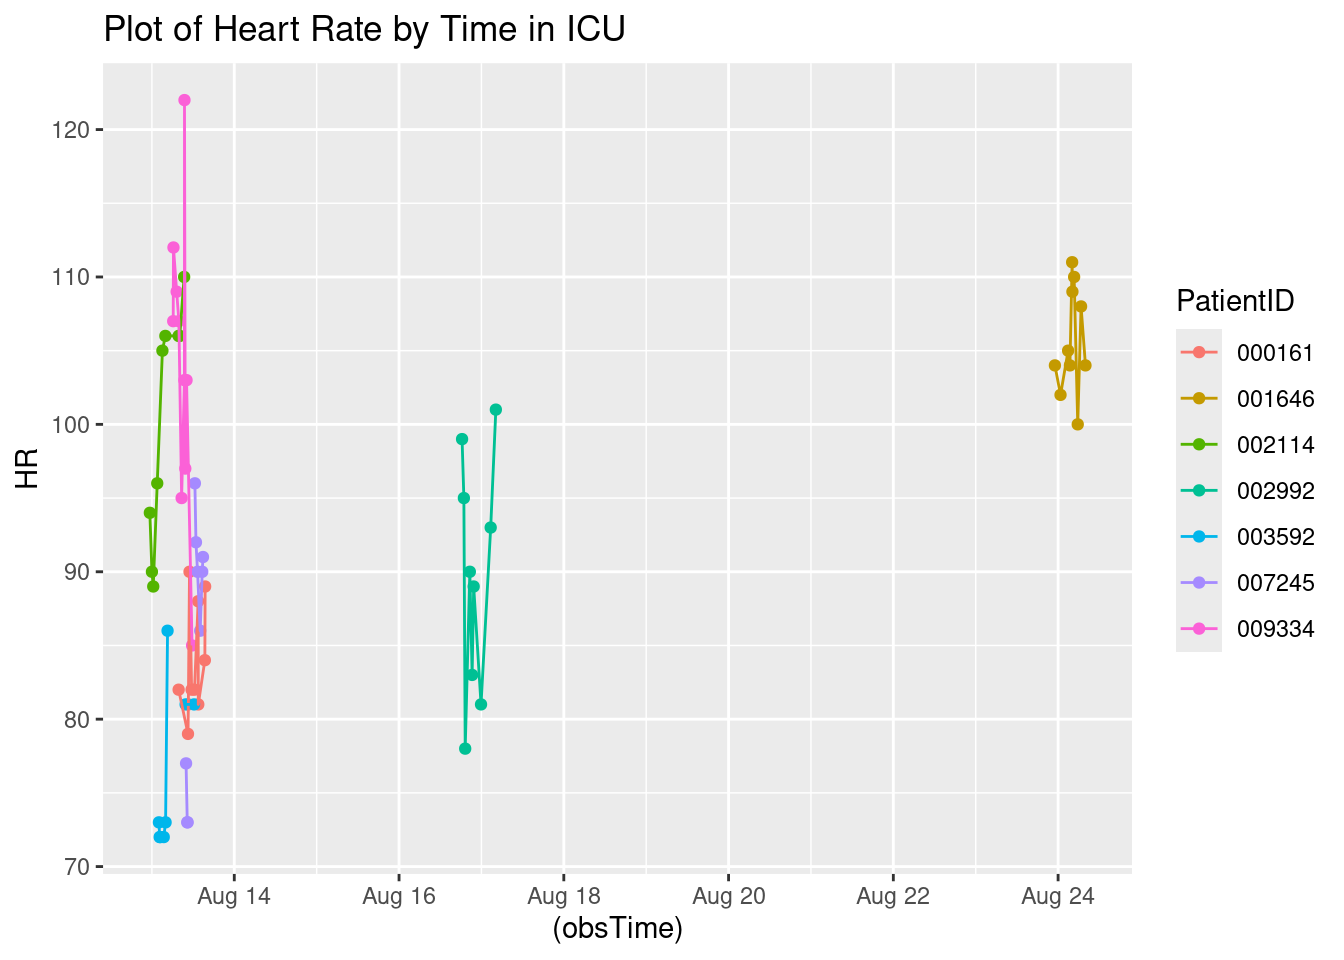 Plot of Heart Rate by Time in ICU
120
110
100
90
80
70
HR
Aug 14
Aug 16
Aug 18
Aug 20
Aug 22
Aug 24
(obsTime)
PatientID
000161
001646
002114
002992
003592
007245
009334